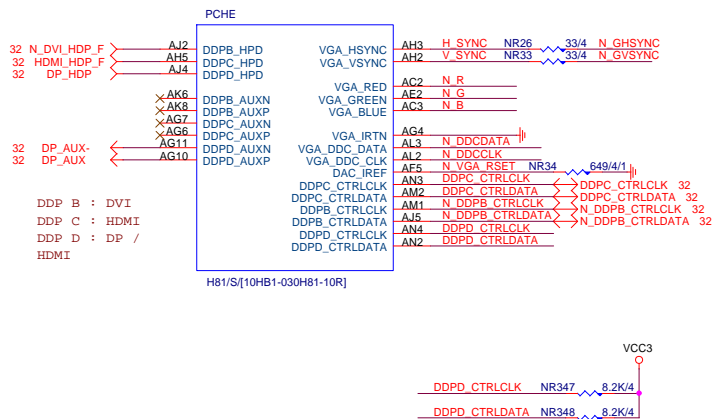 PCHE
32 N_DVI_HDP_F AJ2 DDPB_HPD VGA_HSYNC AH3 H_SYNC NR26 33/4 N_GHSYNC
32 HDMI_HDP_F AH5 DDPC_HPD VGA_VSYNC AH2 V_SYNC NR33 33/4 N_GVSYNC
32 DP_HDP AJ4 DDPD_HPD
VGA_RED AC2 N_R
AK6 DDPB_AUXN VGA_GREEN AE2 N_G
AK8 DDPB_AUXP VGA_BLUE AC3 N_B
AG7 DDPC_AUXN
AG6 DDPC_AUXP VGA_IRTN AG4
32 DP_AUX- AG11 DDPD_AUXN VGA_DDC_DATA AL3 N_DDCDATA
32 DP_AUX AG10 DDPD_AUXP VGA_DDC_CLK AL2 N_DDCCLK
DAC_IREF AF5 N_VGA_RSET NR34 649/4/1
DDPC_CTRLCLK AN3 DDPC_CTRLCLK DDPC_CTRLCLK 32
DDPC_CTRLDATA AM2 DDPC_CTRLDATA DDPC_CTRLDATA 32
DDPB_CTRLCLK AM1 N_DDPB_CTRLCLK N_DDPB_CTRLCLK 32
DDPB_CTRLDATA AJ5 N_DDPB_CTRLDATA N_DDPB_CTRLDATA 32
DDPD_CTRLCLK AN4 DDPD_CTRLCLK
DDPD_CTRLDATA AN2 DDPD_CTRLDATA
DDP B : DVI
DDP C : HDMI
DDP D : DP /
HDMI
H81/S/[10HB1-030H81-10R]
VCC3
DDPD_CTRLCLK NR347 8.2K/4
DDPD_CTRLDATA NR348 8.2K/4